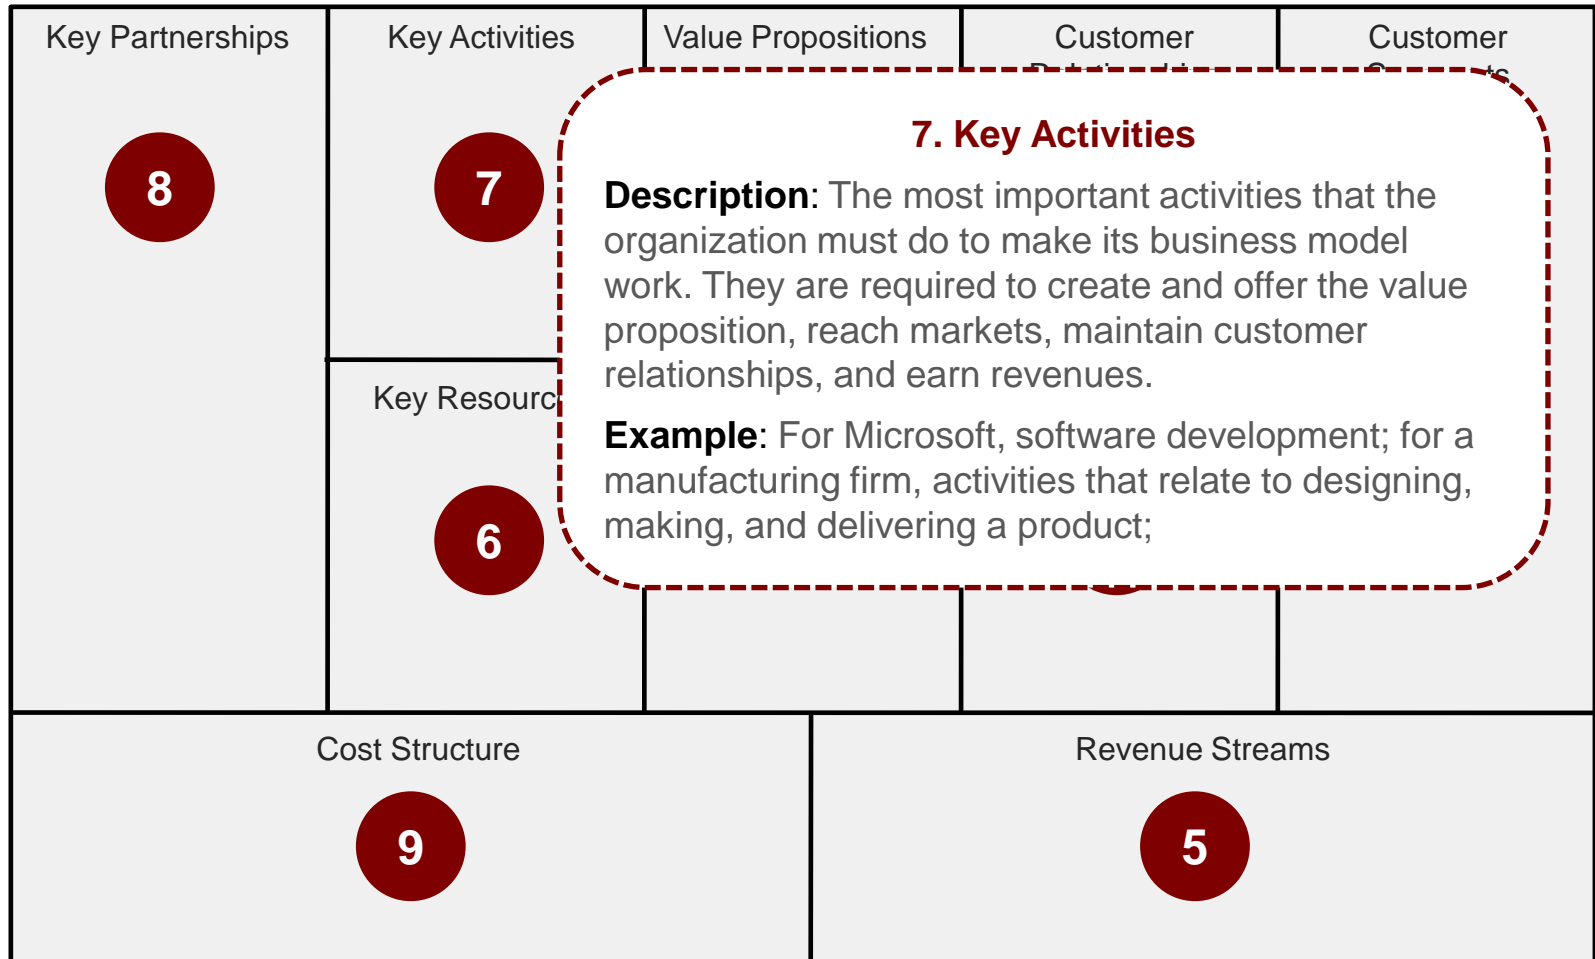 Key Partnerships
Key Activities
Value Propositions
Customer
Customer
8
7
7. Key Activities
Description: The most important activities that the
organization must do to make its business model
work. They are required to create and offer the value
proposition, reach markets, maintain customer
relationships, and earn revenues.
Example: For Microsoft, software development; for a
manufacturing firm, activities that relate to designing,
making, and delivering a product;
Key
6
Cost Structure
Revenue Streams
9
5